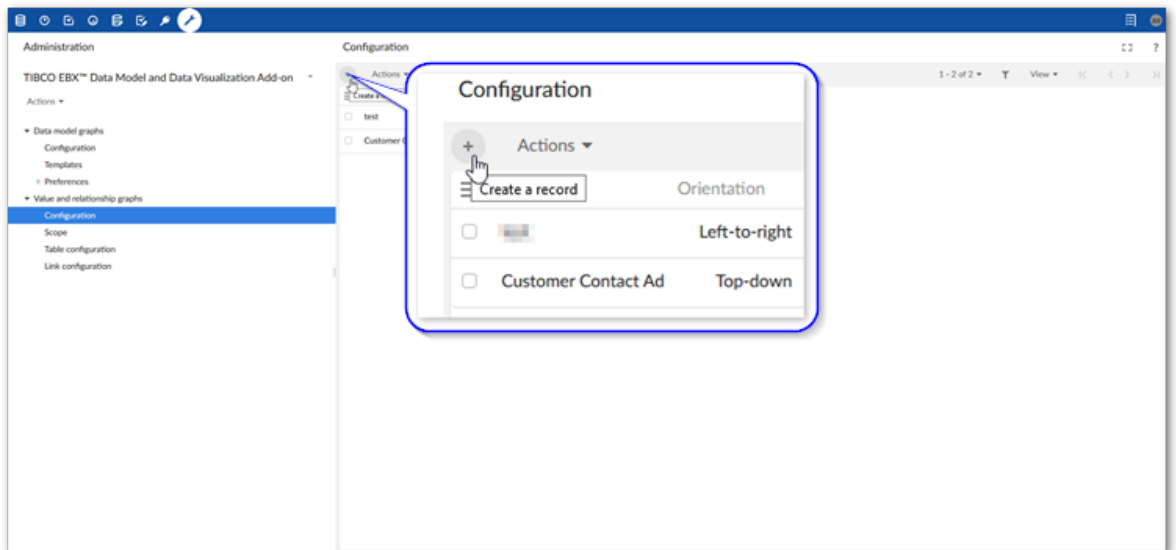 Administration
Configuration
?
TIBCO EBX™ Data Model and Data Visualization Add-on
Actions
1 - 2 of 2
View
Actions
Create a
Data model graphs
test
Configuration
Customer C
Templates
Preferences
Value and relationship graphs
Configuration
Scope
Table configuration
Link configuration
Configuration
+
Actions
Create a record
Orientation
Left-to-right
Customer Contact Ad
Top-down